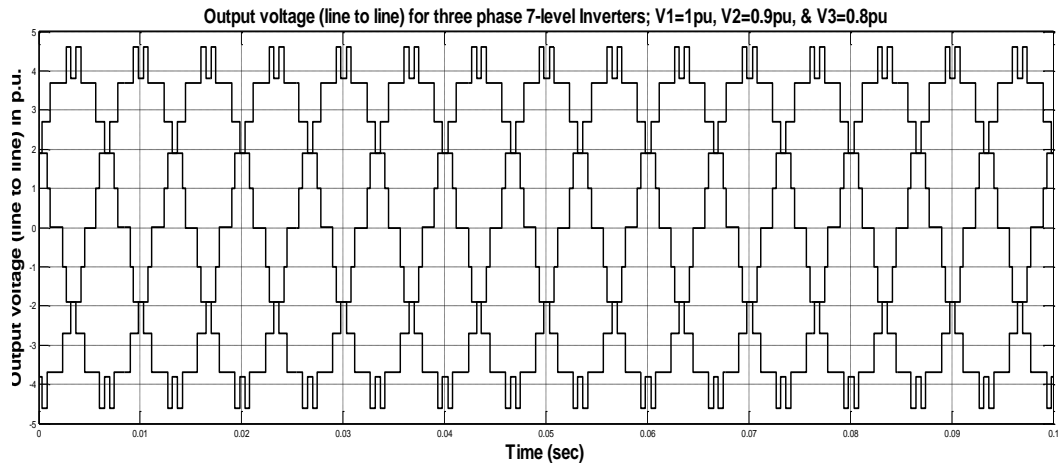 Output voltage (line to line) for three phase 7-level Inverters; V1=1pu, V2=0.9pu, & V3=0.8pu
Output voltage (line to line) in p.u.
5
4
3
2
1
0
-1
-2
-3
-4
-5
0 0.01 0.02 0.03 0.04 0.05 0.06 0.07 0.08 0.09 0.1
Time (sec)